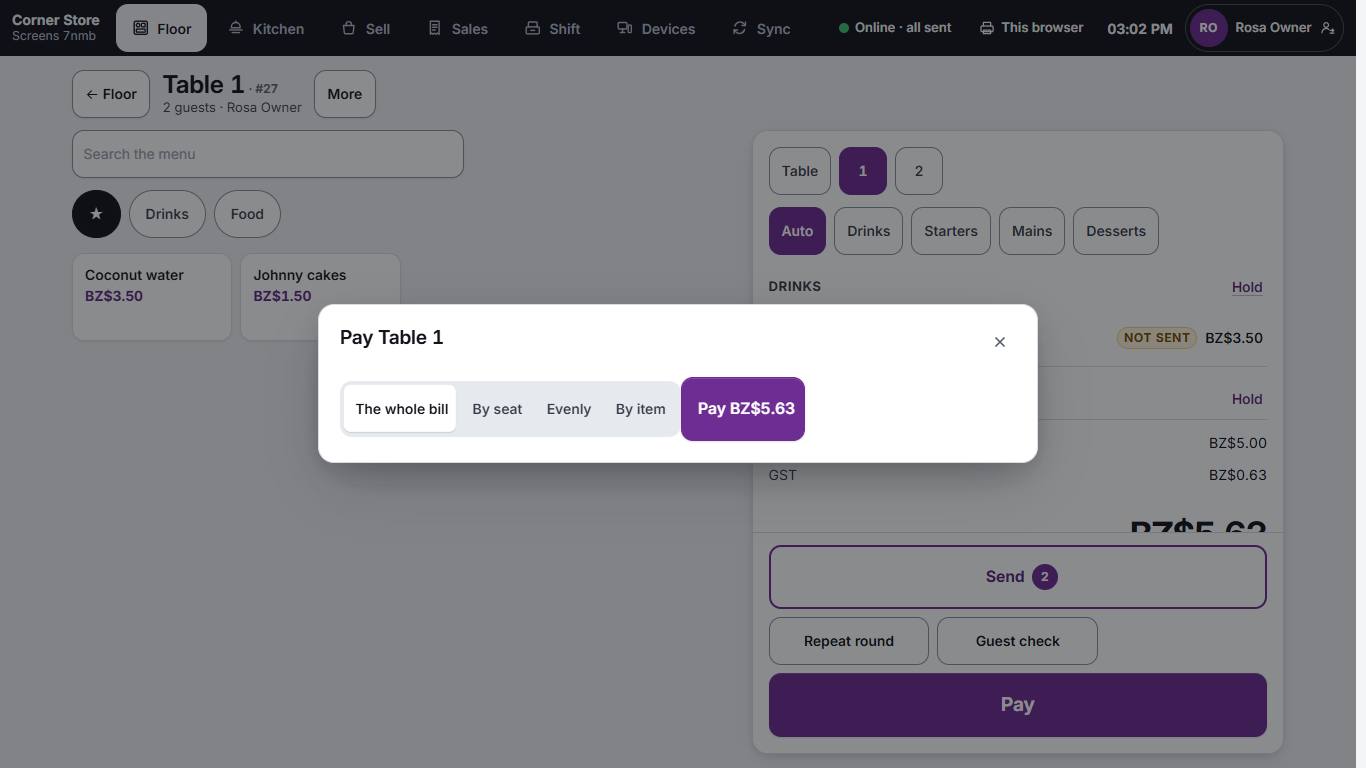 Corner Store
Screens 7nmb
Floor
Kitchen
Sell
Sales
Shift
Devices
Sync
Online · all sent
This browser
03:02 PM
RO
Rosa Owner
← Floor
Table 1 · #27
2 guests · Rosa Owner
More
Search the menu
★
Drinks
Food
Coconut water
BZ$3.50
Johnny cakes
BZ$1.50
Table
1
2
Auto
Drinks
Starters
Mains
Desserts
DRINKS
Hold
NOT SENT
BZ$3.50
Hold
BZ$5.00
GST
BZ$0.63
BZ$5.63
Pay Table 1
×
The whole bill
By seat
Evenly
By item
Pay BZ$5.63
Send 2
Repeat round
Guest check
Pay